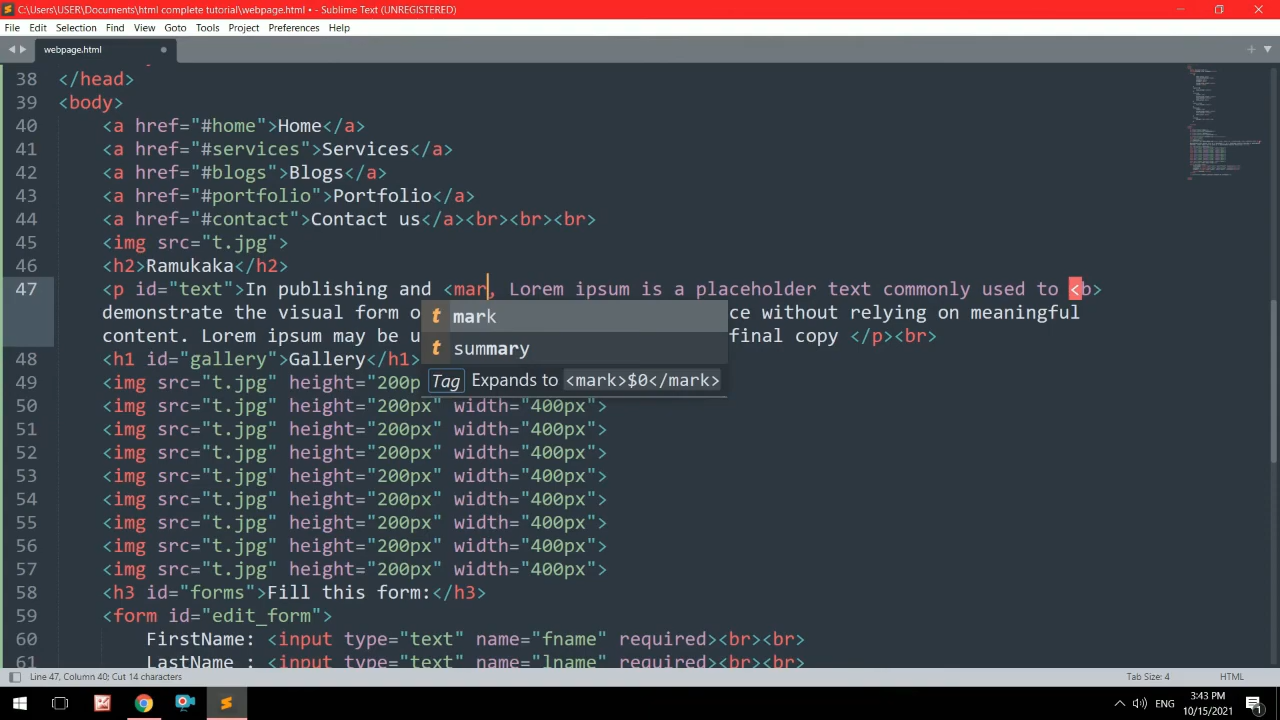 C:\Users\USER\Documents\html complete tutorial\webpage.html • - Sublime Text (UNREGISTERED)
File Edit Selection Find View Goto Tools Project Preferences Help
webpage.html
38 </head>
39 <body>
40 <a href="#home">Home</a>
41 <a href="#services">Services</a>
42 <a href="#blogs">Blogs</a>
43 <a href="#portfolio">Portfolio</a>
44 <a href="#contact">Contact us</a><br><br><br>
45 <img src="t.jpg">
46 <h2>Ramukaka</h2>
47 <p id="text">In publishing and <mar, Lorem ipsum is a placeholder text commonly used to <b>
demonstrate the visual form o ce without relying on meaningful
mark
content. Lorem ipsum may be u final copy </p><br>
summary
48 <h1 id="gallery">Gallery</h1>
49 <img src="t.jpg" height="200p
Tag Expands to <mark>$0</mark>
50 <img src="t.jpg" height="200px" width="400px">
51 <img src="t.jpg" height="200px" width="400px">
52 <img src="t.jpg" height="200px" width="400px">
53 <img src="t.jpg" height="200px" width="400px">
54 <img src="t.jpg" height="200px" width="400px">
55 <img src="t.jpg" height="200px" width="400px">
56 <img src="t.jpg" height="200px" width="400px">
57 <img src="t.jpg" height="200px" width="400px">
58 <h3 id="forms">Fill this form:</h3>
59 <form id="edit_form">
60 FirstName: <input type="text" name="fname" required><br><br>
61 LastName : <input type="text" name="lname" required><br><br>
Line 47, Column 40; Cut 14 characters Tab Size: 4 HTML
ENG 3:43 PM
10/15/2021 1